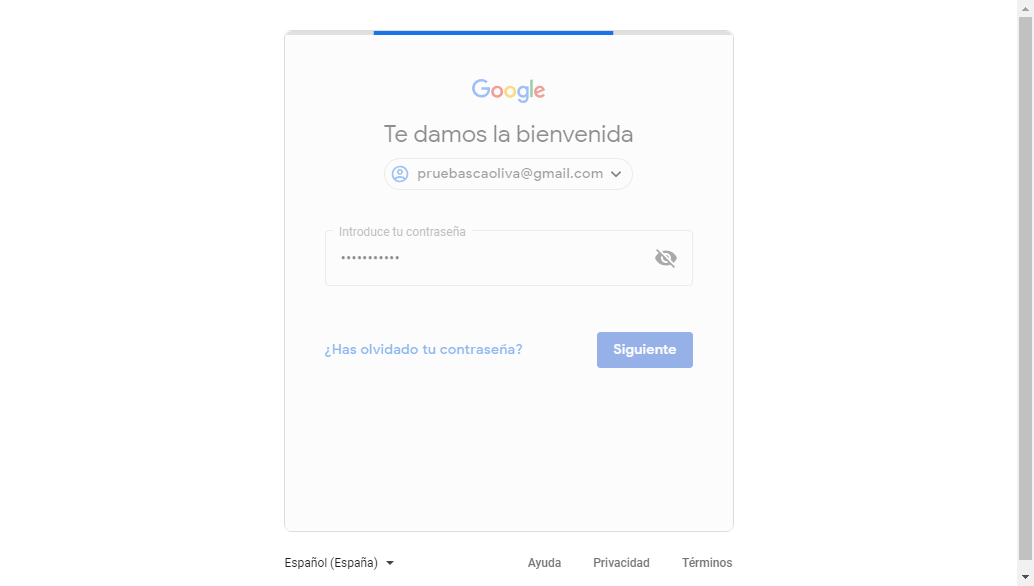 Google
Te damos la bienvenida
pruebascaoliva@gmail.com
Introduce tu contraseña
•••••••••••
¿Has olvidado tu contraseña?
Siguiente
Español (España)
Ayuda
Privacidad
Términos